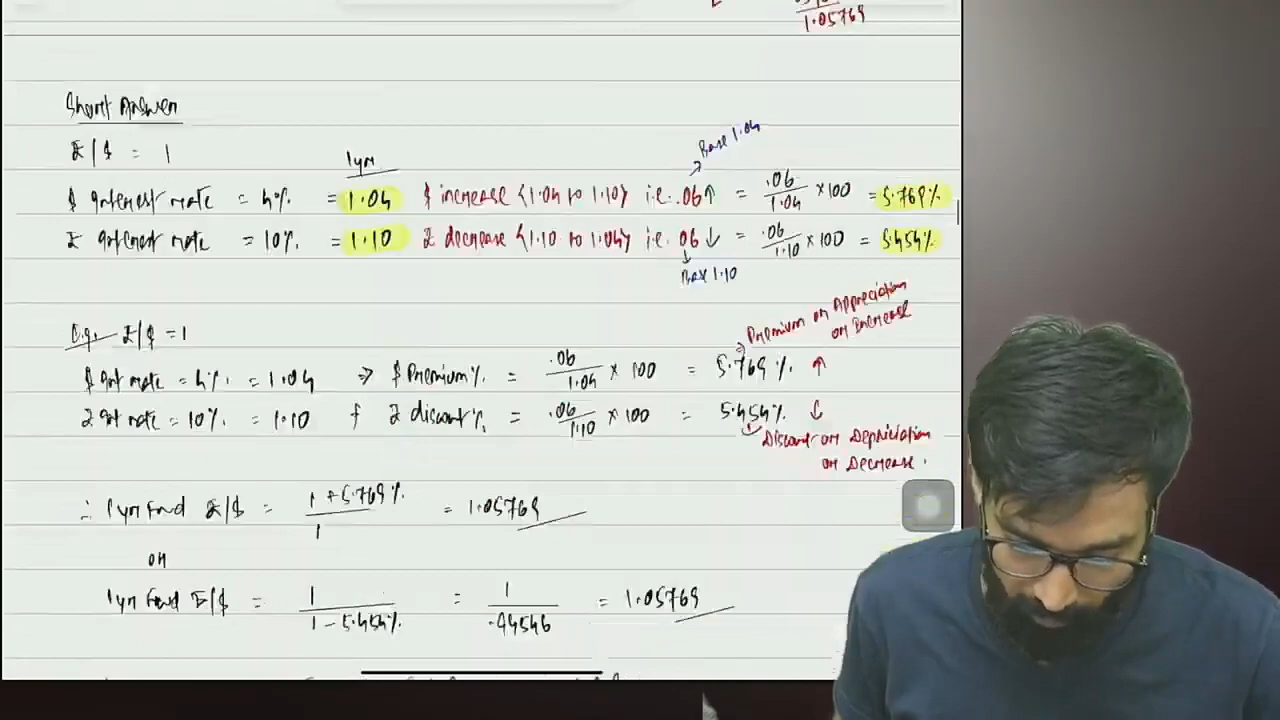 1.05769
Short Answer
₹/$ = 1
1yr
Base 1.04
$ Interest rate = 4% = 1.04 $ increase {1.04 to 1.10} i.e. .06↑ = .06/1.04 ×100 = 5.769%
₹ Interest rate = 10% = 1.10 ₹ decrease {1.10 to 1.04} i.e. .06↓ = .06/1.10 ×100 = 5.454%
Base 1.10
Premium or Appreciation
or Increase
E.g. ₹/$ = 1
$ Int rate = 4% = 1.04 ⇒ $ Premium% = .06/1.04 × 100 = 5.769% ↑
₹ Int rate = 10% = 1.10 f ₹ discount% = .06/1.10 × 100 = 5.454% ↓
Discount or Depriciation
or Decrease.
∴ 1yr Fwd ₹/$ = 1 + 5.769%/1 = 1.05769
or
1yr Fwd ₹/$ = 1/1 - 5.454% = 1/.94546 = 1.05769